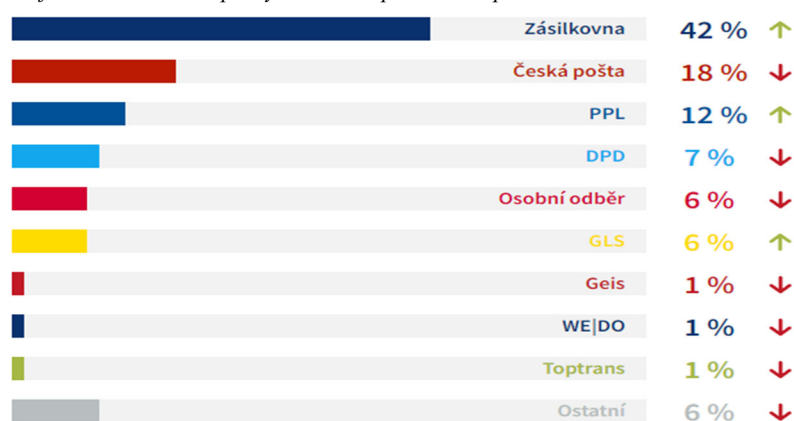 Zásilkovna 42 % ↑
Česká pošta 18 % ↓
PPL 12 % ↑
DPD 7 % ↓
Osobní odběr 6 % ↓
GLS 6 % ↑
Geis 1 % ↓
WE|DO 1 % ↓
Toptrans 1 % ↓
Ostatní 6 % ↓